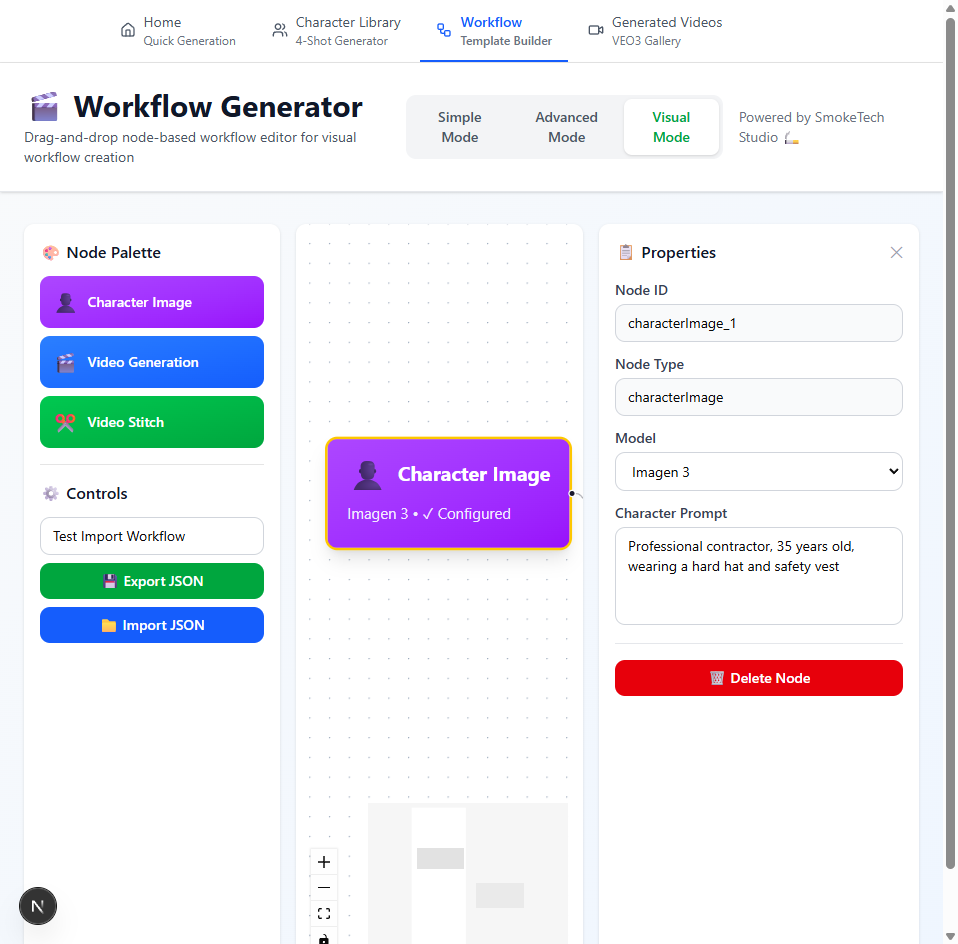 Home
Quick Generation
Character Library
4-Shot Generator
Workflow
Template Builder
Generated Videos
VEO3 Gallery
Workflow Generator
Drag-and-drop node-based workflow editor for visual
workflow creation
Simple
Mode
Advanced
Mode
Visual
Mode
Powered by SmokeTech
Studio
Node Palette
Character Image
Video Generation
Video Stitch
Controls
Test Import Workflow
Export JSON
Import JSON
Character Image
Imagen 3 • ✓ Configured
Properties
Node ID
characterImage_1
Node Type
characterImage
Model
Imagen 3
Character Prompt
Professional contractor, 35 years old,
wearing a hard hat and safety vest
Delete Node
N